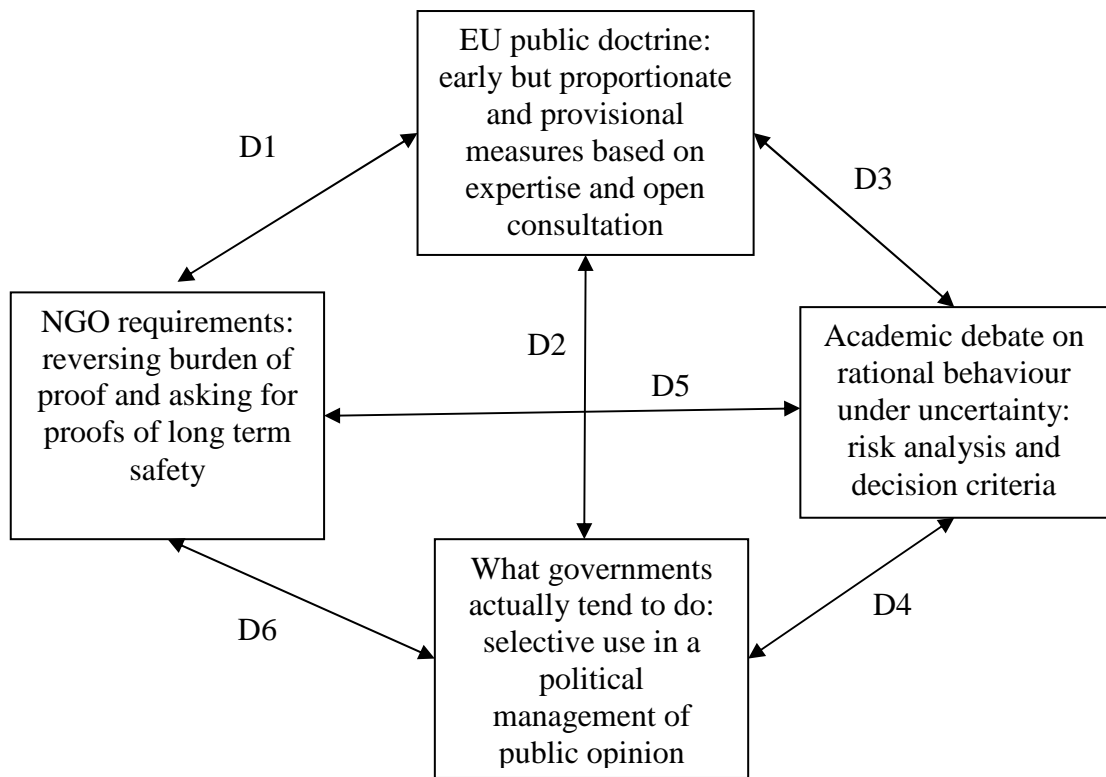 EU public doctrine:
early but proportionate
and provisional
measures based on
expertise and open
consultation
D1
D3
NGO requirements:
reversing burden of
proof and asking for
proofs of long term
safety
D2
D5
Academic debate on
rational behaviour
under uncertainty:
risk analysis and
decision criteria
What governments
actually tend to do:
selective use in a
political
management of
public opinion
D6
D4